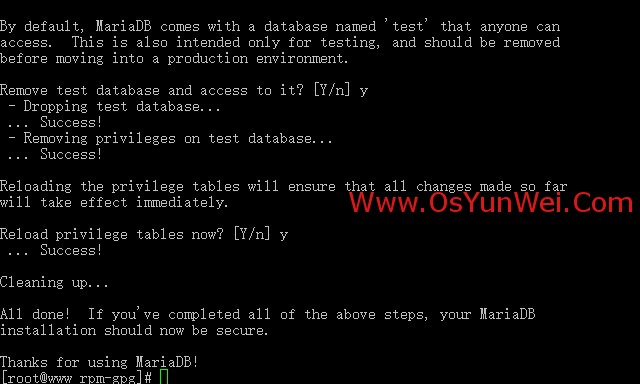 By default, MariaDB comes with a database named 'test' that anyone can
access.  This is also intended only for testing, and should be removed
before moving into a production environment.
Remove test database and access to it? [Y/n] y
 - Dropping test database...
 ... Success!
 - Removing privileges on test database...
 ... Success!
Reloading the privilege tables will ensure that all changes made so far
will take effect immediately.
Www.OsYunWei.Com
Reload privilege tables now? [Y/n] y
 ... Success!
Cleaning up...
All done!  If you've completed all of the above steps, your MariaDB
installation should now be secure.
Thanks for using MariaDB!
[root@www rpm-gpg]#